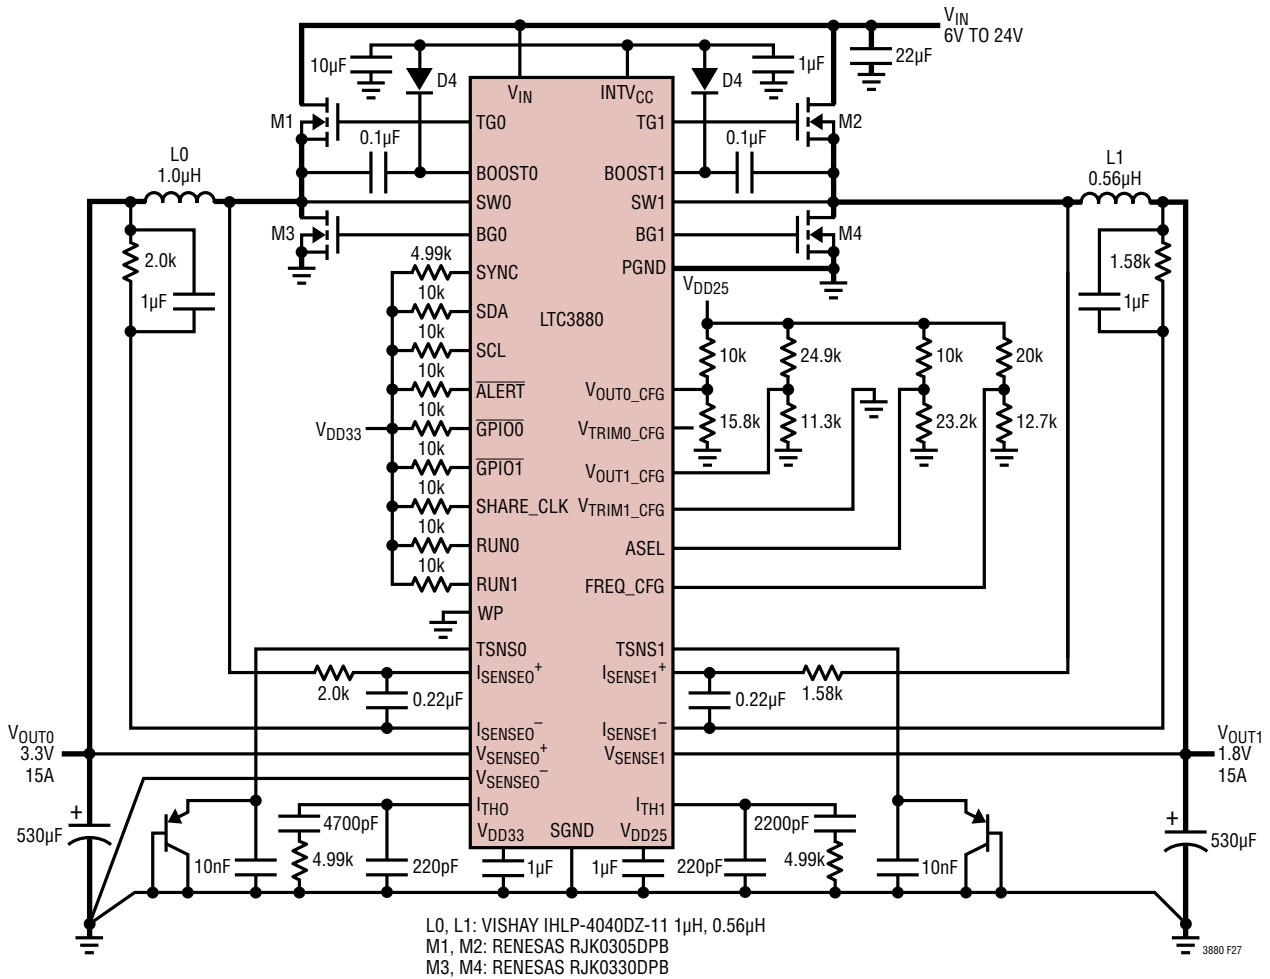 VIN
6V TO 24V
10µF
D4
D4
1µF
22µF
VIN
INTVCC
M1
TG0
TG1
M2
0.1µF
0.1µF
L0
1.0µH
BOOST0
BOOST1
L1
0.56µH
SW0
SW1
M3
BG0
BG1
M4
2.0k
4.99k
SYNC
PGND
1.58k
VDD25
1µF
10k
SDA
LTC3880
1µF
10k
SCL
10k
24.9k
10k
20k
10k
ALERT
VOUT0_CFG
10k
VDD33
GPIO0
VTRIM0_CFG
15.8k
11.3k
23.2k
12.7k
10k
GPIO1
VOUT1_CFG
10k
SHARE_CLK
VTRIM1_CFG
10k
RUN0
ASEL
10k
RUN1
FREQ_CFG
WP
TSNS0
TSNS1
ISENSE0+
ISENSE1+
2.0k
0.22µF
0.22µF
1.58k
ISENSE0–
ISENSE1–
VOUT0
3.3V
15A
VSENSE0+
VSENSE1
VOUT1
1.8V
15A
VSENSE0–
ITH0
ITH1
530µF
4700pF
VDD33
SGND
VDD25
2200pF
530µF
10nF
4.99k
220pF
1µF
1µF
220pF
4.99k
10nF
L0, L1: VISHAY IHLP-4040DZ-11 1µH, 0.56µH
M1, M2: RENESAS RJK0305DPB
M3, M4: RENESAS RJK0330DPB
3880 F27